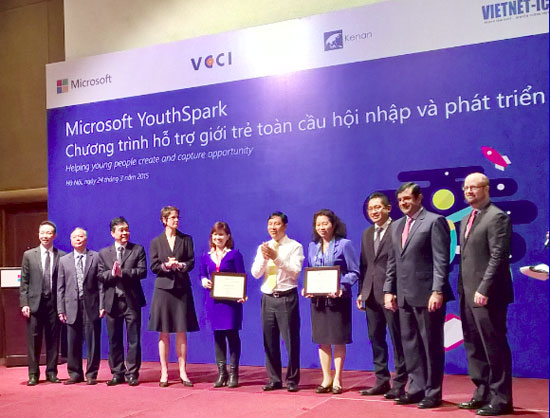 Microsoft
VCCI
Kenan
VIETNET-IC
Microsoft YouthSpark
Chương trình hỗ trợ giới trẻ toàn cầu hội nhập và phát triển
Helping young people create and capture opportunity
Hà Nội, ngày 24 tháng 3 năm 2015